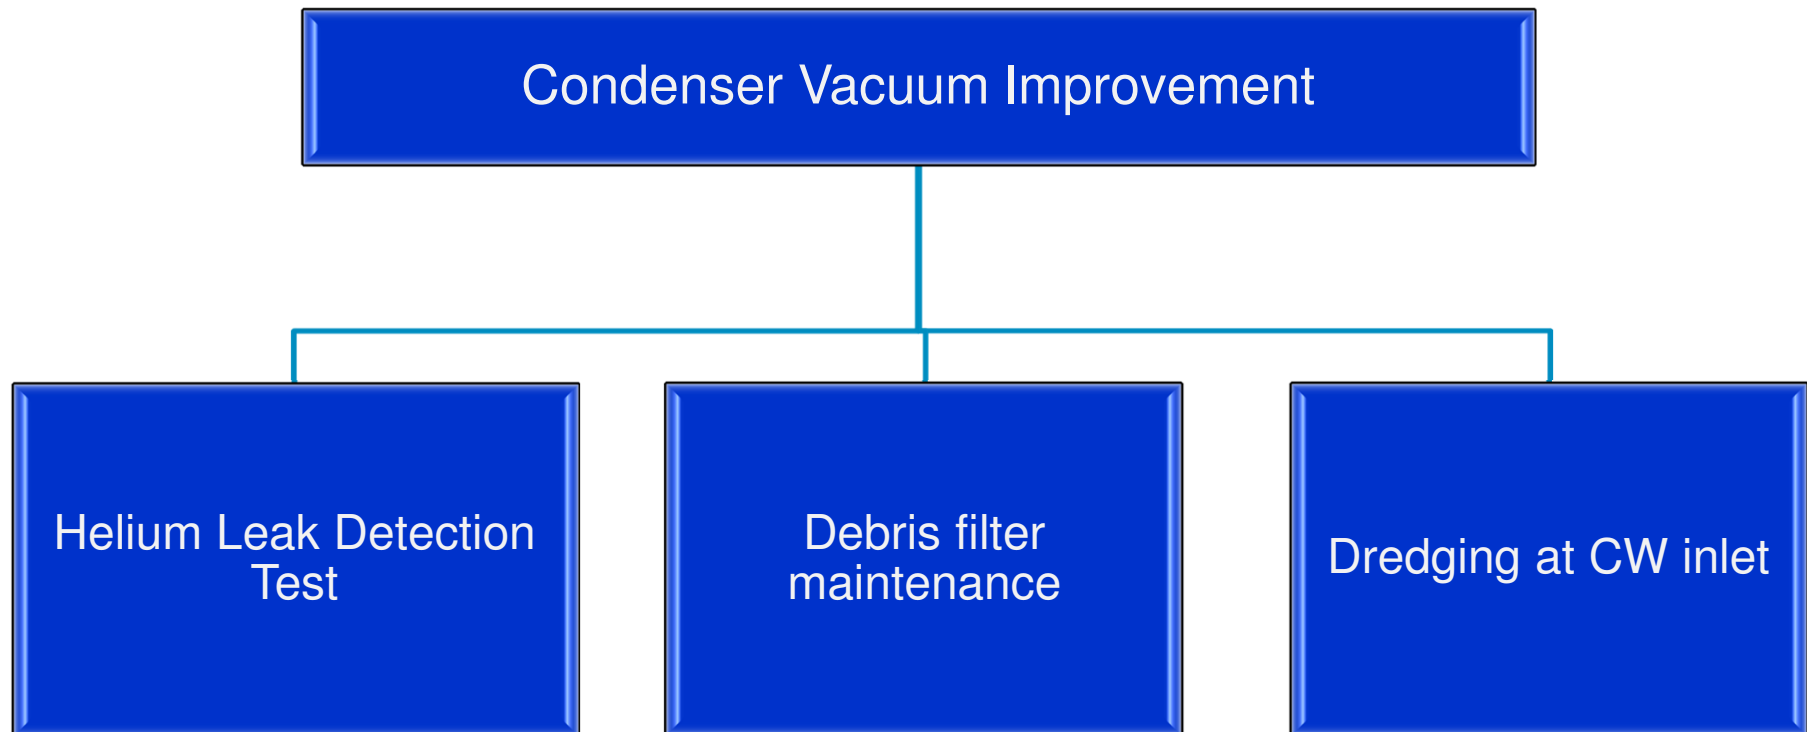 Condenser Vacuum Improvement
Helium Leak Detection
Test
Debris filter
maintenance
Dredging at CW inlet